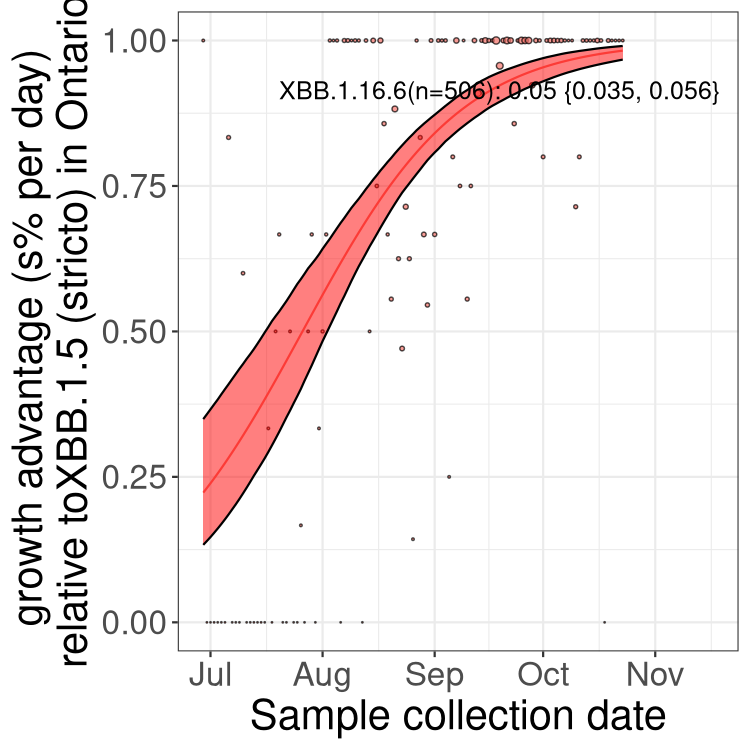 growth advantage (s% per day)
relative toXBB.1.5 (stricto) in Ontario
1.00
0.75
0.50
0.25
0.00
XBB.1.16.6(n=506): 0.05 {0.035, 0.056}
Jul Aug Sep Oct Nov
Sample collection date